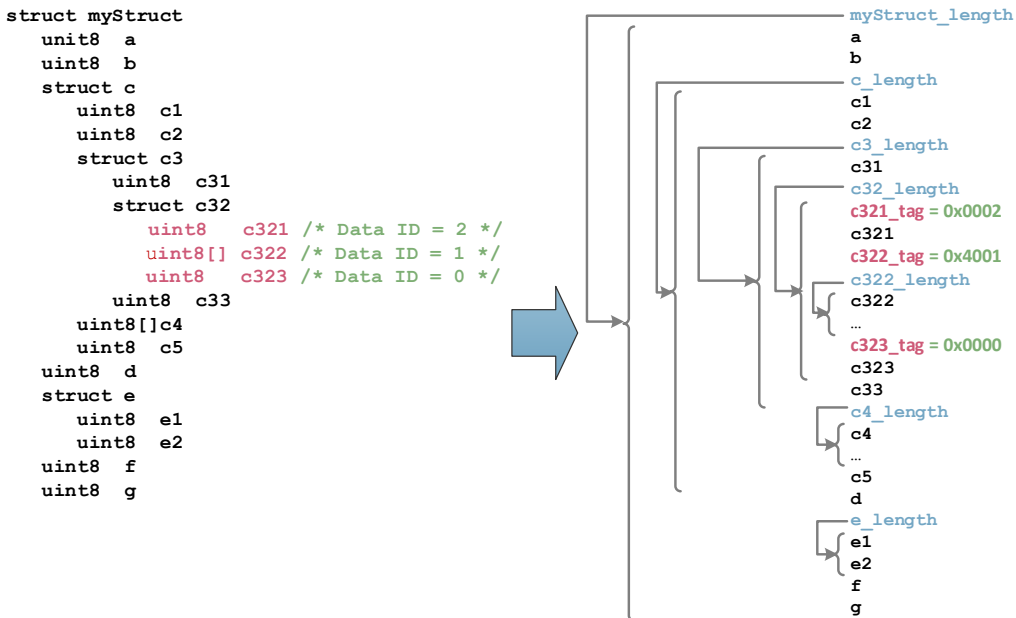 struct myStruct
unit8 a
uint8 b
struct c
uint8 c1
uint8 c2
struct c3
uint8 c31
struct c32
uint8 c321 /* Data ID = 2 */
uint8[] c322 /* Data ID = 1 */
uint8 c323 /* Data ID = 0 */
uint8 c33
uint8[]c4
uint8 c5
uint8 d
struct e
uint8 e1
uint8 e2
uint8 f
uint8 g
myStruct_length
a
b
c_length
c1
c2
c3_length
c31
c32_length
c321_tag = 0x0002
c321
c322_tag = 0x4001
c322_length
c322
…
c323_tag = 0x0000
c323
c33
c4_length
c4
…
c5
d
e_length
e1
e2
f
g